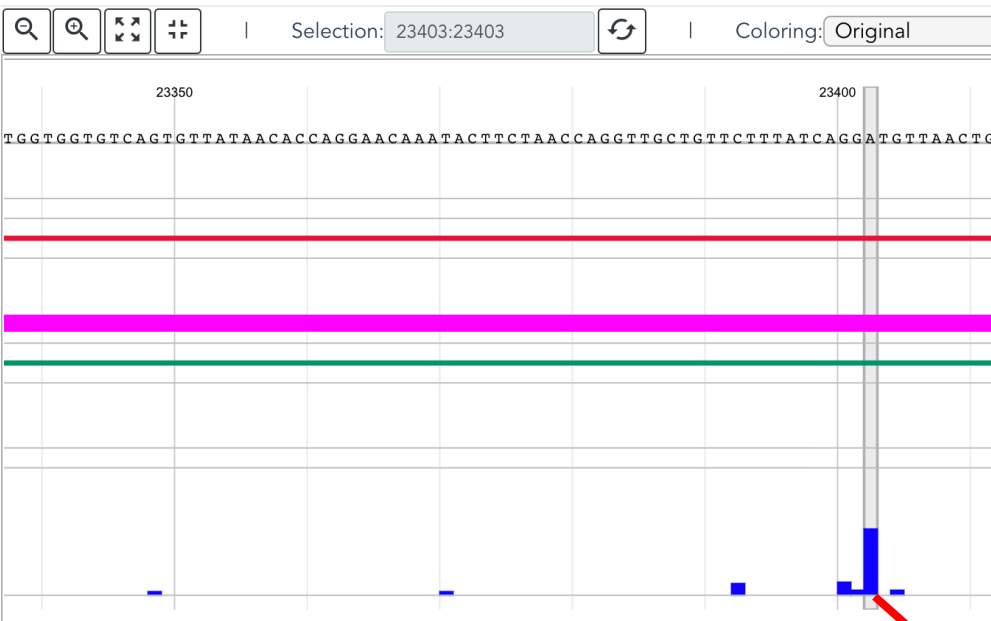 Selection: 23403:23403 | Coloring: Original
23350 23400
TGGTGGTGTCAGTGTTATAACACCAGGAACAAATACTTCTAACCAGGTTGCTGTTCTTTATCAGGATGTTAACTG